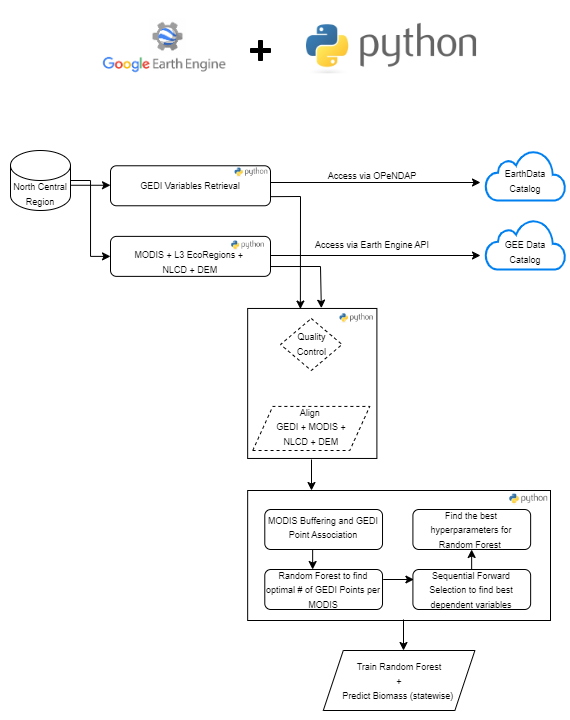 Google Earth Engine
+
python
North Central
Region
python
GEDI Variables Retrieval
Access via OPeNDAP
EarthData
Catalog
python
MODIS + L3 EcoRegions +
NLCD + DEM
Access via Earth Engine API
GEE Data
Catalog
python
Quality
Control
Align
GEDI + MODIS +
NLCD + DEM
python
MODIS Buffering and GEDI
Point Association
Find the best
hyperparameters for
Random Forest
Random Forest to find
optimal # of GEDI Points per
MODIS
Sequential Forward
Selection to find best
dependent variables
Train Random Forest
+
Predict Biomass (statewise)